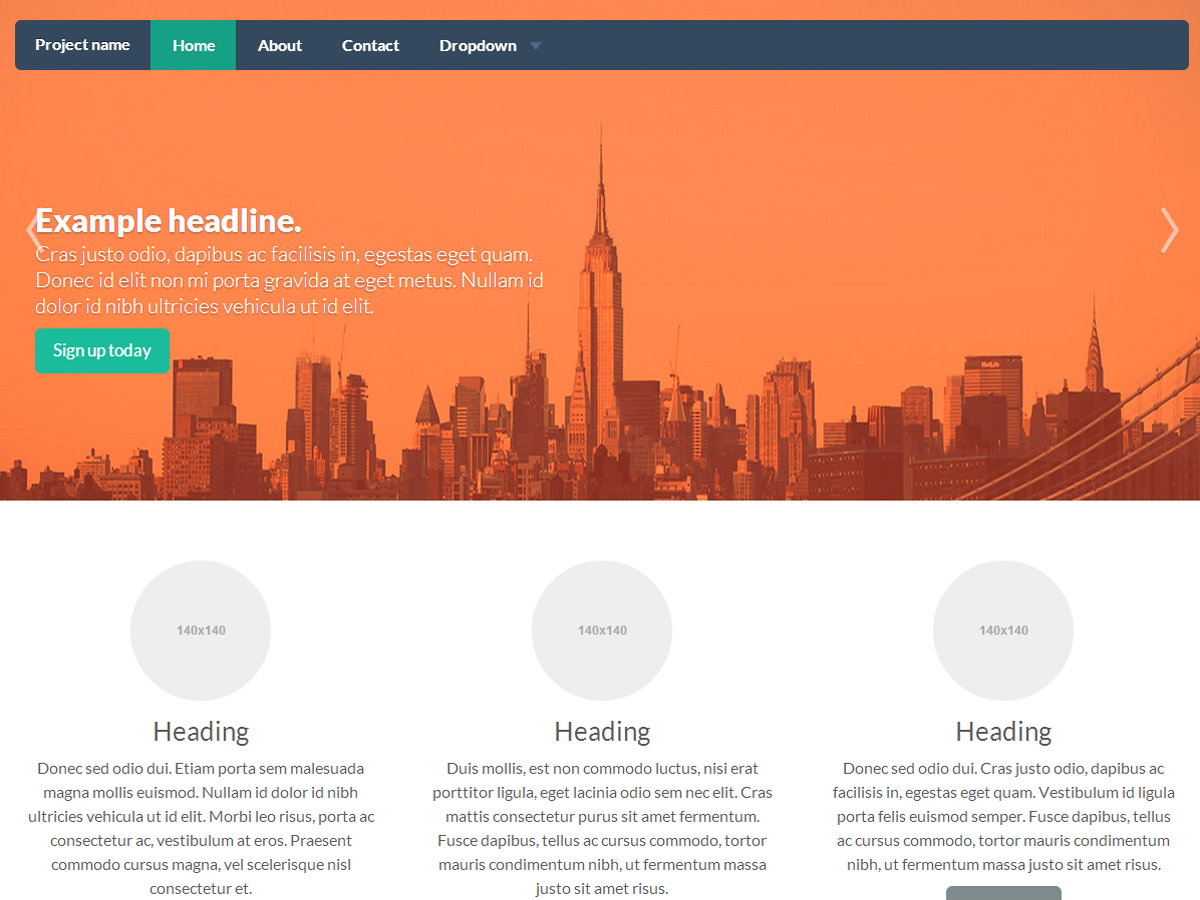 Project name Home About Contact Dropdown
Example headline.
Cras justo odio, dapibus ac facilisis in, egestas eget quam.
Donec id elit non mi porta gravida at eget metus. Nullam id
dolor id nibh ultricies vehicula ut id elit.
Sign up today
MetLife
140x140
Heading
Donec sed odio dui. Etiam porta sem malesuada
magna mollis euismod. Nullam id dolor id nibh
ultricies vehicula ut id elit. Morbi leo risus, porta ac
consectetur ac, vestibulum at eros. Praesent
commodo cursus magna, vel scelerisque nisl
consectetur et.
140x140
Heading
Duis mollis, est non commodo luctus, nisi erat
porttitor ligula, eget lacinia odio sem nec elit. Cras
mattis consectetur purus sit amet fermentum.
Fusce dapibus, tellus ac cursus commodo, tortor
mauris condimentum nibh, ut fermentum massa
justo sit amet risus.
140x140
Heading
Donec sed odio dui. Cras justo odio, dapibus ac
facilisis in, egestas eget quam. Vestibulum id ligula
porta felis euismod semper. Fusce dapibus, tellus
ac cursus commodo, tortor mauris condimentum
nibh, ut fermentum massa justo sit amet risus.